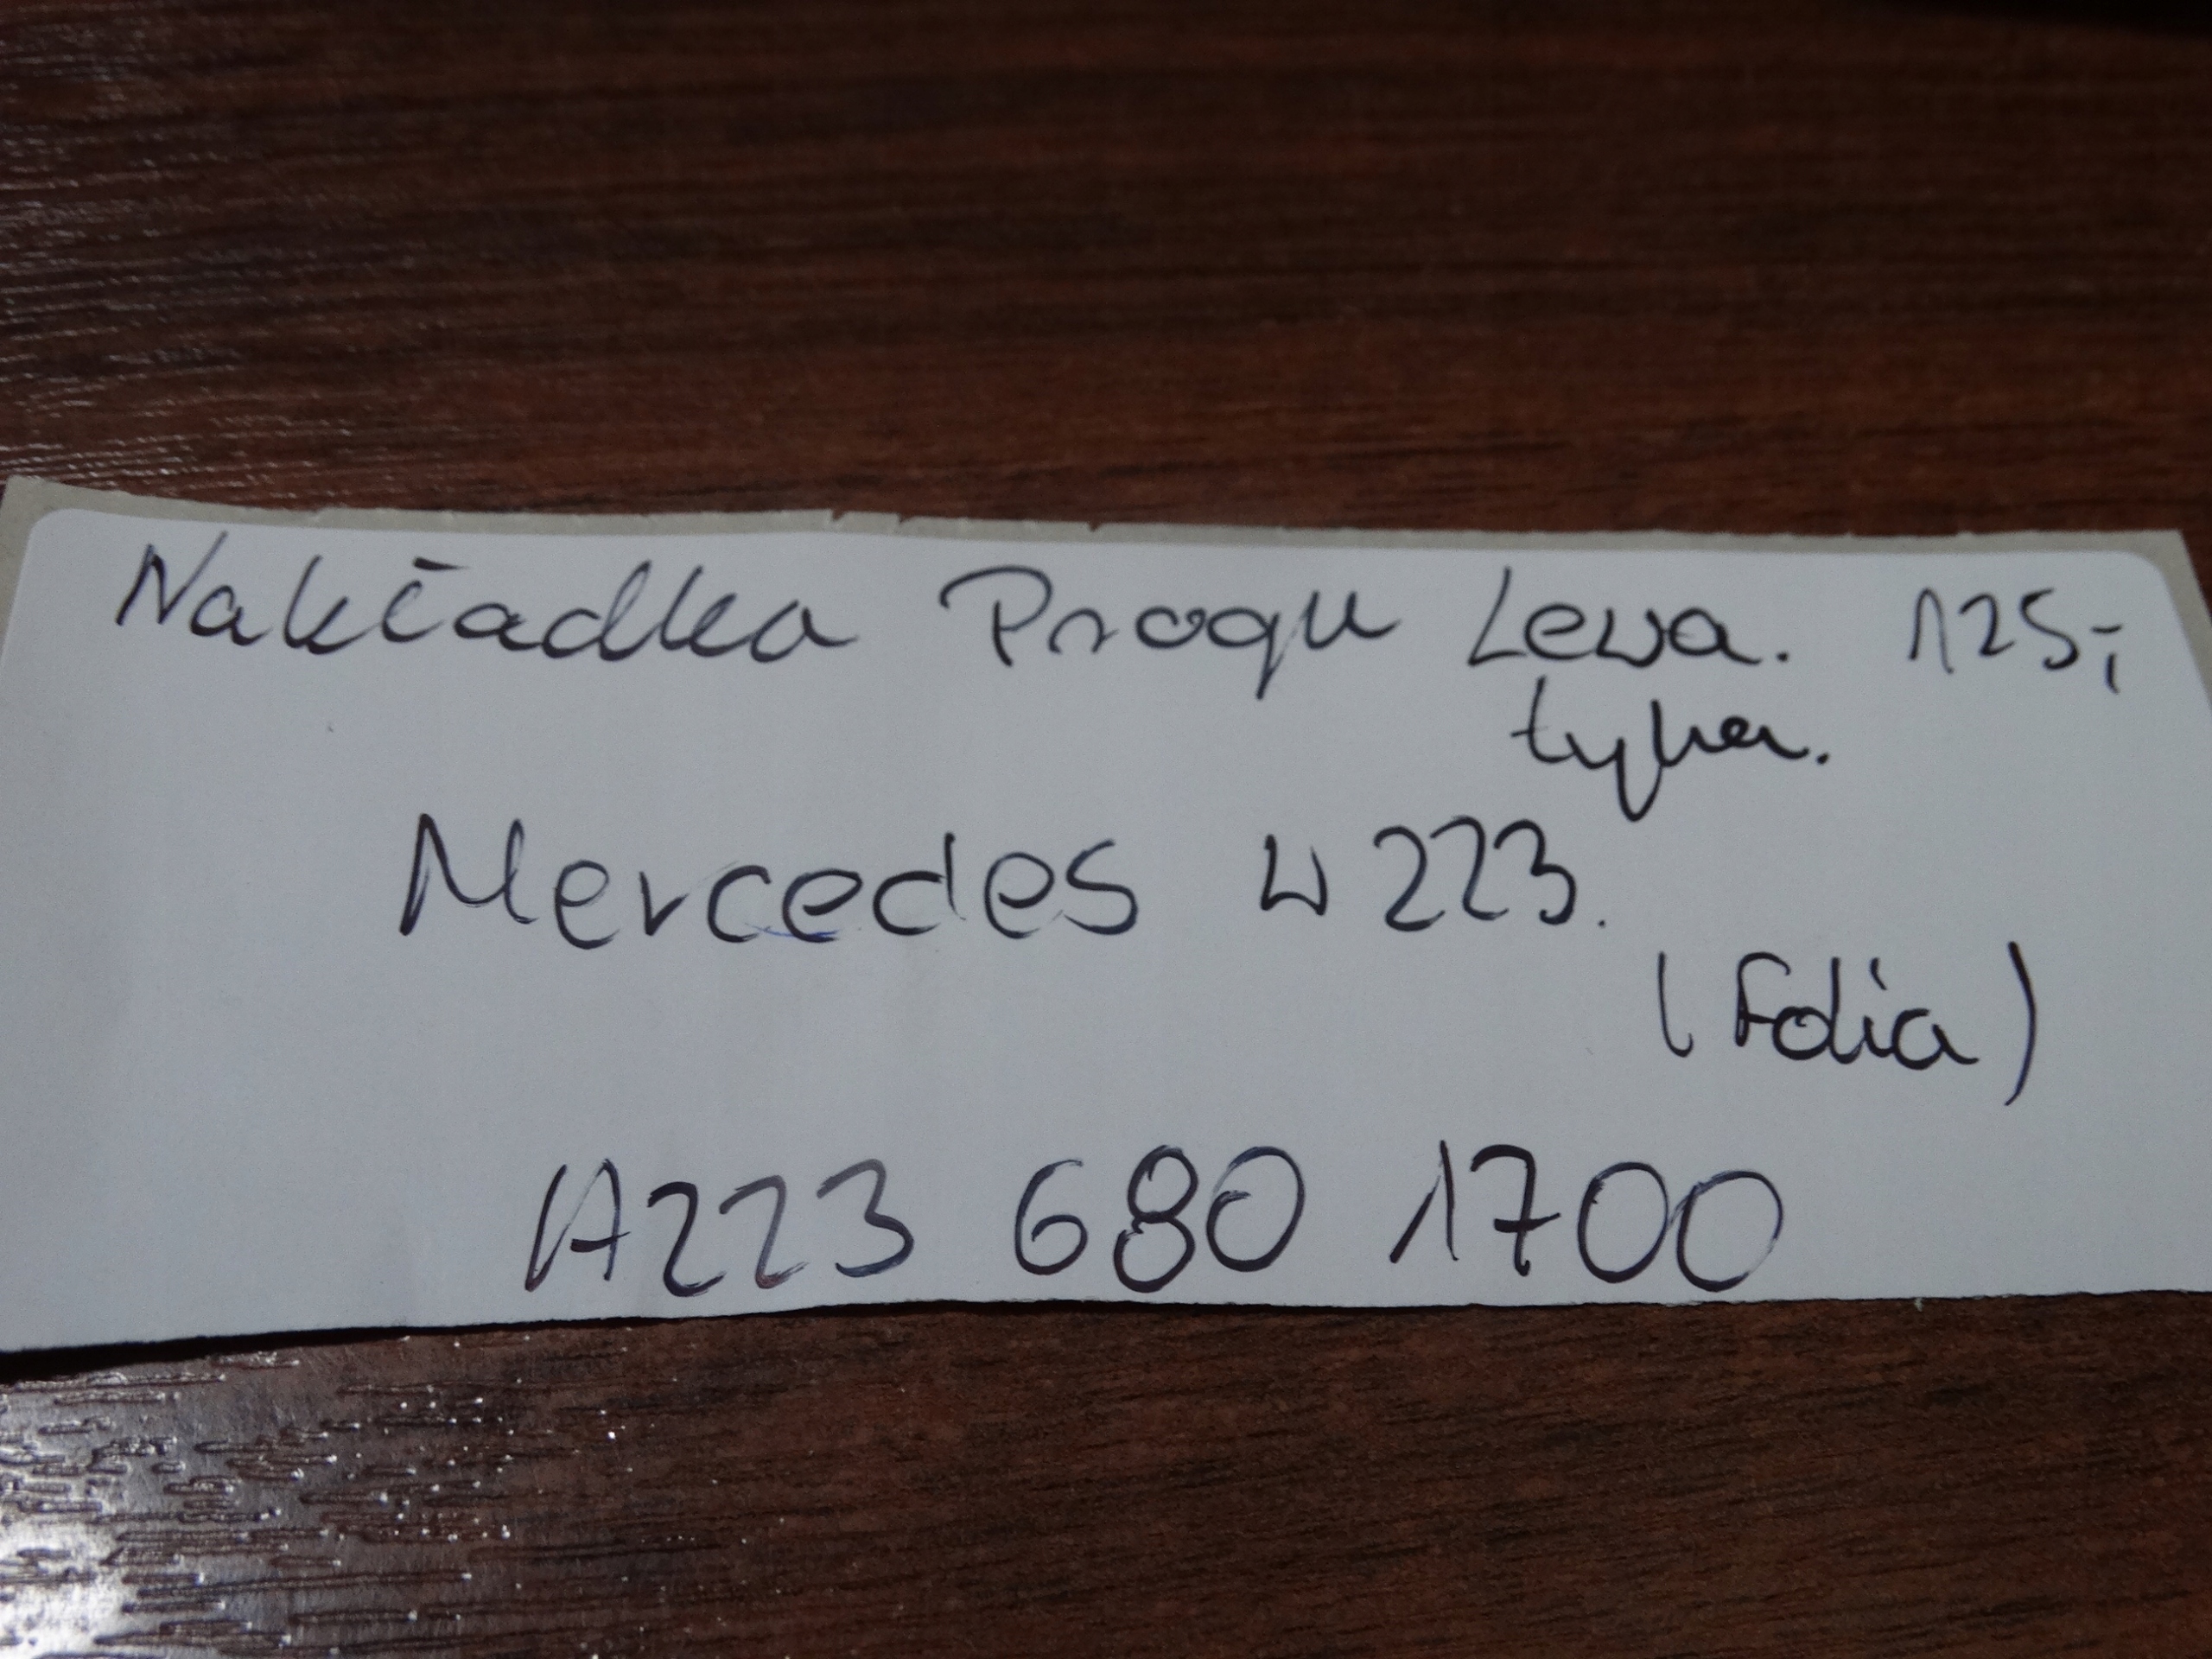 Nakładka Progu Lewa. 125,-
tylna.
Mercedes W223.
(Folia)
A223 680 1700